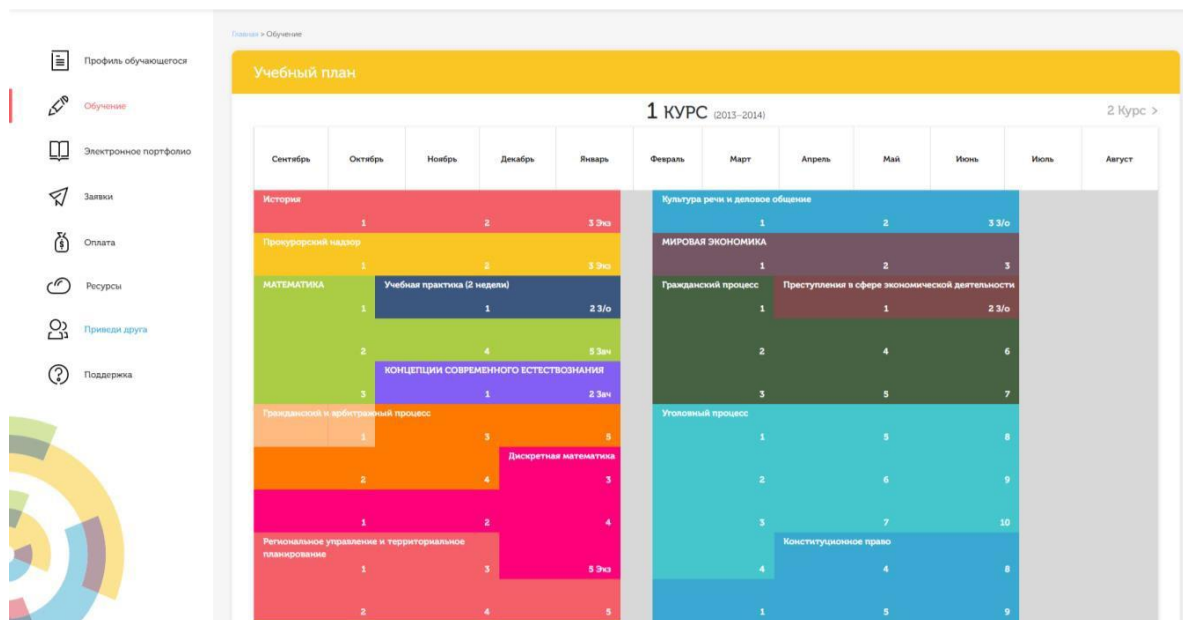 Главная > Обучение
Профиль обучающегося
Обучение
Электронное портфолио
Заявки
Оплата
Ресурсы
Приведи друга
Поддержка
Учебный план
1 КУРС (2013–2014)
2 Курс >
Сентябрь Октябрь Ноябрь Декабрь Январь Февраль Март Апрель Май Июнь Июль Август
История Культура речи и деловое общение
1 2 3 Экз 1 2 3 З/о
Прокурорский надзор МИРОВАЯ ЭКОНОМИКА
1 2 3 Экз 1 2 3
МАТЕМАТИКА Учебная практика (2 недели) Гражданский процесс Преступления в сфере экономической деятельности
1 1 2 З/о 1 1 2 З/о
2 4 5 Зач 2 4 6
КОНЦЕПЦИИ СОВРЕМЕННОГО ЕСТЕСТВОЗНАНИЯ
3 1 2 Зач 3 5 7
Гражданский и арбитражный процесс Уголовный процесс
1 3 5 1 5 8
Дискретная математика
2 4 3 2 6 9
1 2 4 3 7 10
Региональное управление и территориальное Конституционное право
планирование
1 3 5 Экз 4 4 8
2 4 5 1 5 9